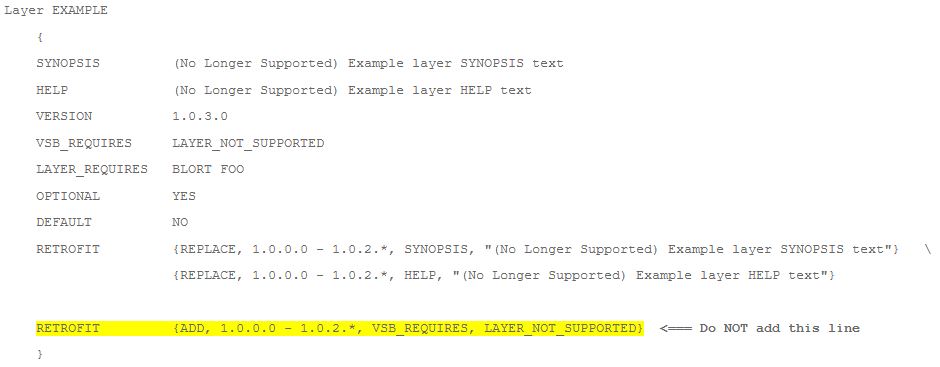 Layer EXAMPLE
{
SYNOPSIS (No Longer Supported) Example layer SYNOPSIS text
HELP (No Longer Supported) Example layer HELP text
VERSION 1.0.3.0
VSB_REQUIRES LAYER_NOT_SUPPORTED
LAYER_REQUIRES BLORT FOO
OPTIONAL YES
DEFAULT NO
RETROFIT {REPLACE, 1.0.0.0 - 1.0.2.*, SYNOPSIS, "(No Longer Supported) Example layer SYNOPSIS text"} \
{REPLACE, 1.0.0.0 - 1.0.2.*, HELP, "(No Longer Supported) Example layer HELP text"}
RETROFIT {ADD, 1.0.0.0 - 1.0.2.*, VSB_REQUIRES, LAYER_NOT_SUPPORTED} <=== Do NOT add this line
}